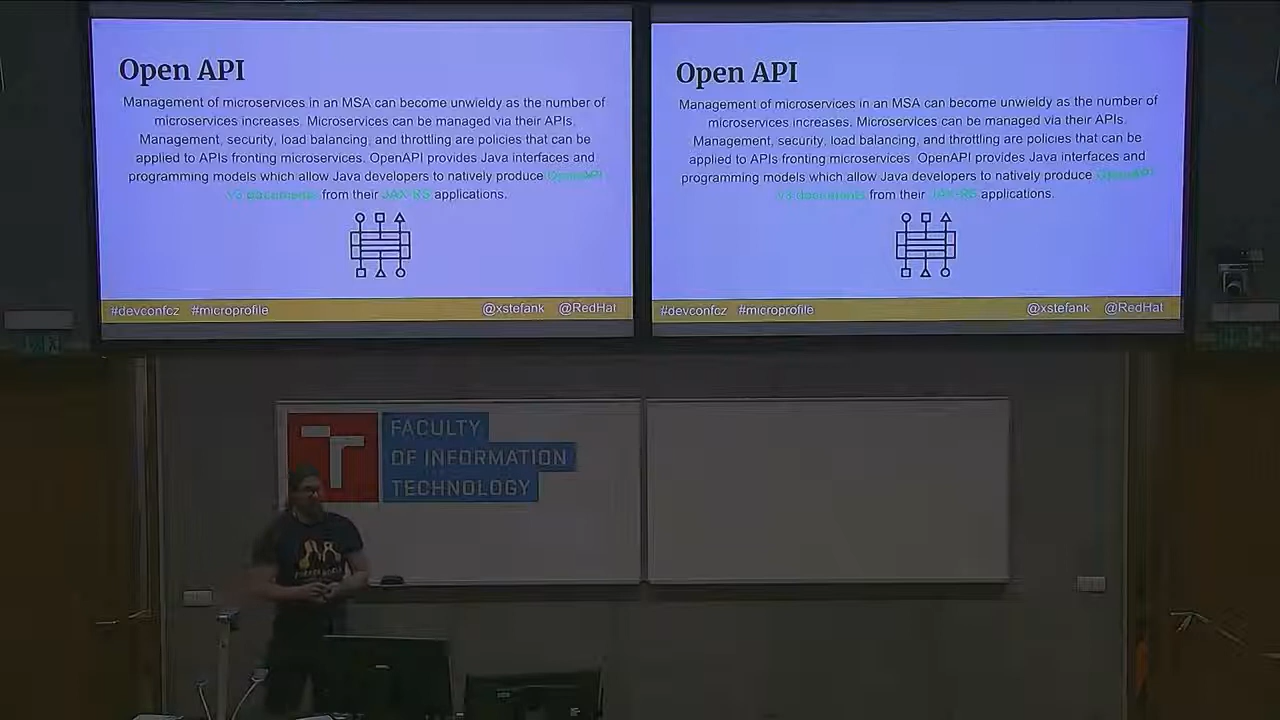 Open API
Management of microservices in an MSA can become unwieldy as the number of
microservices increases. Microservices can be managed via their APIs.
Management, security, load balancing, and throttling are policies that can be
applied to APIs fronting microservices. OpenAPI provides Java interfaces and
programming models which allow Java developers to natively produce OpenAPI
v3 documents from their JAX-RS applications.
#devconfcz #microprofile @xstefank @RedHat
Open API
Management of microservices in an MSA can become unwieldy as the number of
microservices increases. Microservices can be managed via their APIs.
Management, security, load balancing, and throttling are policies that can be
applied to APIs fronting microservices. OpenAPI provides Java interfaces and
programming models which allow Java developers to natively produce OpenAPI
v3 documents from their JAX-RS applications.
#devconfcz #microprofile @xstefank @RedHat
T FACULTY
OF INFORMATION
TECHNOLOGY